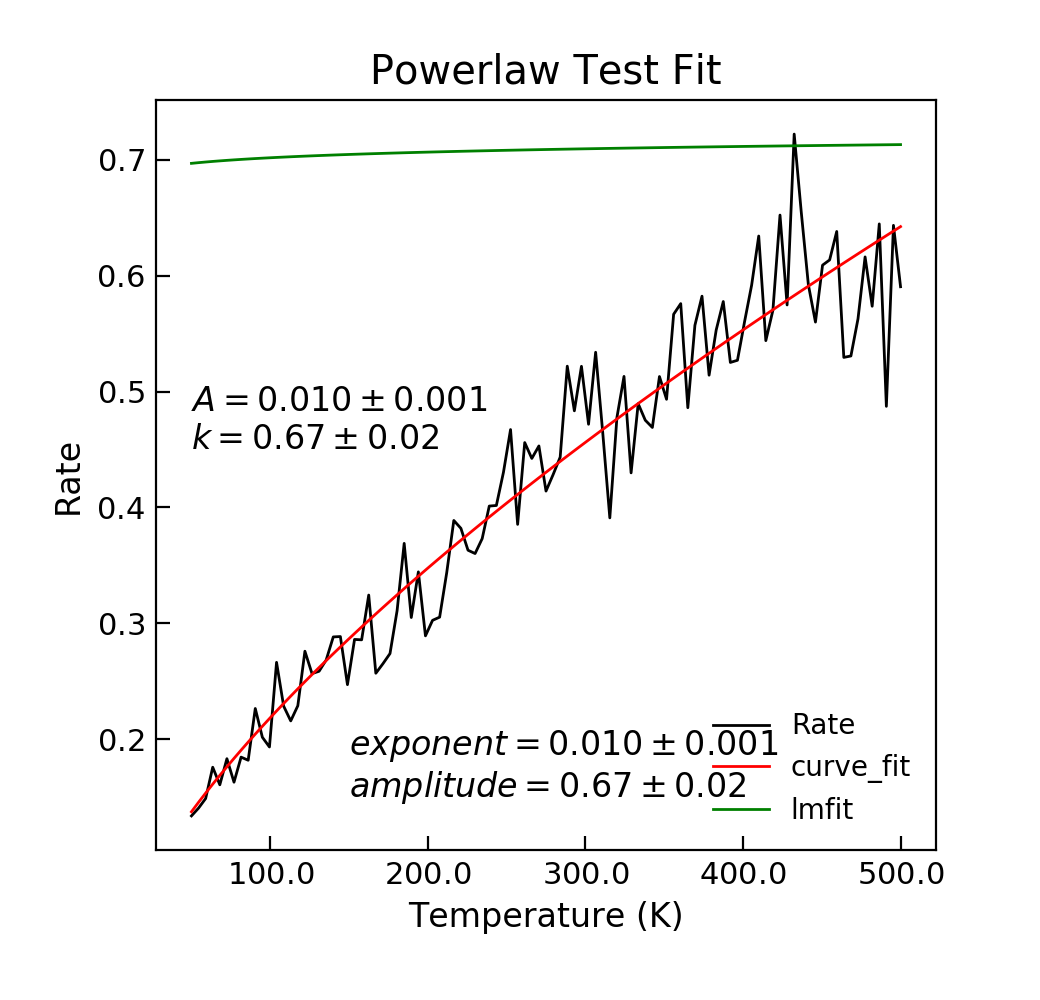 Powerlaw Test Fit
0.7
0.6
0.5
0.4
0.3
0.2
Rate
A = 0.010 ± 0.001
k = 0.67 ± 0.02
exponent = 0.010 ± 0.001
amplitude = 0.67 ± 0.02
Rate
curve_fit
lmfit
100.0 200.0 300.0 400.0 500.0
Temperature (K)